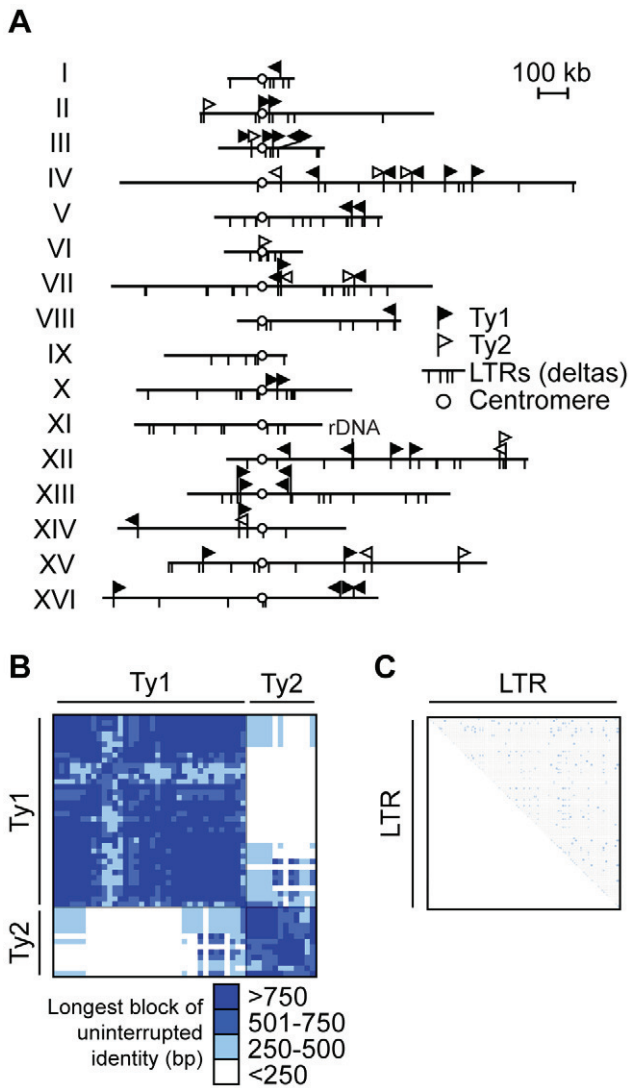 A
I
100 kb
II
III
IV
V
VI
VII
VIII
Ty1
Ty2
LTRs (deltas)
Centromere
IX
X
XI
rDNA
XII
XIII
XIV
XV
XVI
B
Ty1 Ty2
Ty1
Ty2
Longest block of
uninterrupted
identity (bp)
>750
501-750
250-500
<250
C
LTR
LTR